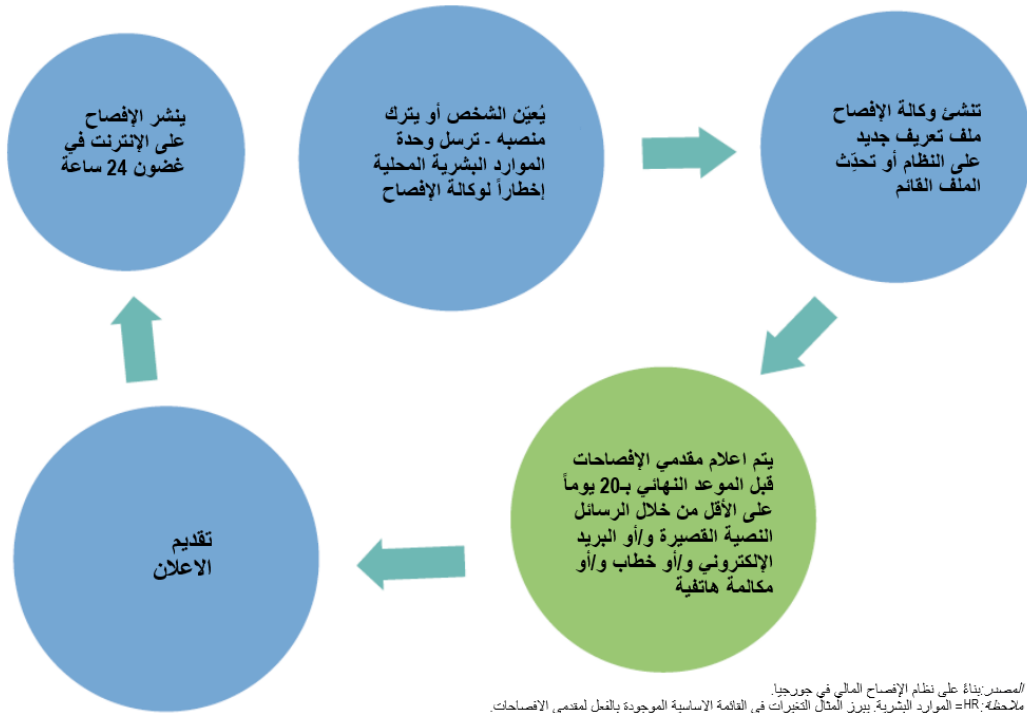 يُعيّن الشخص أو يترك
منصبه - ترسل وحدة
الموارد البشرية المحلية
إخطاراً لوكالة الإفصاح
تنشئ وكالة الإفصاح
ملف تعريف جديد
على النظام أو تحدِّث
الملف القائم
يتم اعلام مقدمي الإفصاحات
قبل الموعد النهائي بـ20 يوماً
على الأقل من خلال الرسائل
النصية القصيرة و/أو البريد
الإلكتروني و/أو خطاب و/أو
مكالمة هاتفية
تقديم
الاعلان
ينشر الإفصاح
على الإنترنت في
غضون 24 ساعة
المصدر: بناءً على نظام الإفصاح المالي في جورجيا.
ملاحظة: HR= الموارد البشرية. يبرز المثال التغيرات في القائمة الاساسية الموجودة بالفعل لمقدمي الافصاحات.